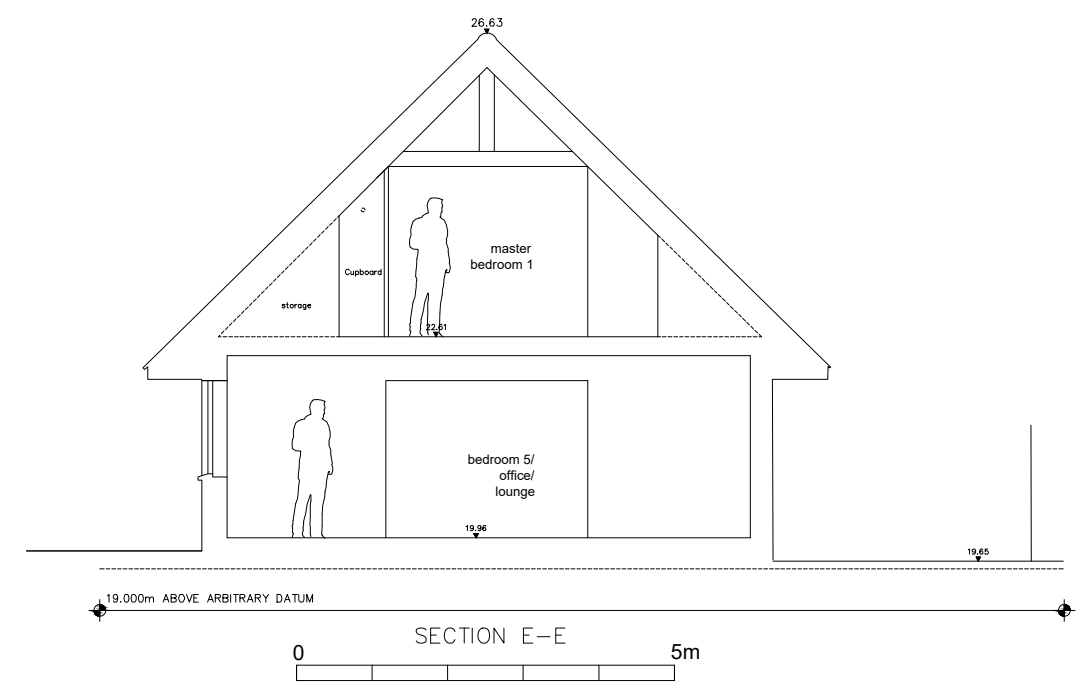 26.63
master
bedroom 1
Cupboard
storage
22.61
bedroom 5/
office/
lounge
19.96
19.65
19.000m ABOVE ARBITRARY DATUM
SECTION E-E
0 5m